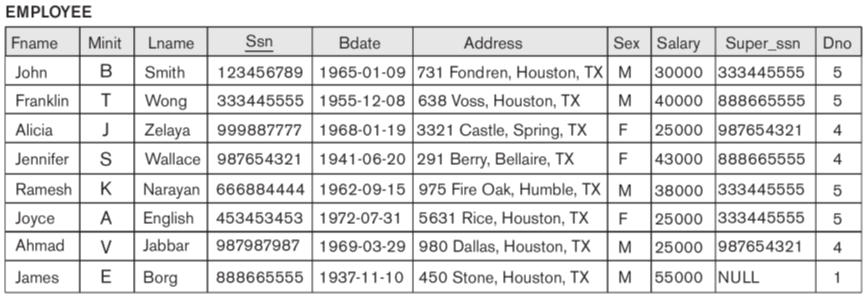 EMPLOYEE
Fname Minit Lname Ssn Bdate Address Sex Salary Super_ssn Dno
John B Smith 123456789 1965-01-09 731 Fondren, Houston, TX M 30000 333445555 5
Franklin T Wong 333445555 1955-12-08 638 Voss, Houston, TX M 40000 888665555 5
Alicia J Zelaya 999887777 1968-01-19 3321 Castle, Spring, TX F 25000 987654321 4
Jennifer S Wallace 987654321 1941-06-20 291 Berry, Bellaire, TX F 43000 888665555 4
Ramesh K Narayan 666884444 1962-09-15 975 Fire Oak, Humble, TX M 38000 333445555 5
Joyce A English 453453453 1972-07-31 5631 Rice, Houston, TX F 25000 333445555 5
Ahmad V Jabbar 987987987 1969-03-29 980 Dallas, Houston, TX M 25000 987654321 4
James E Borg 888665555 1937-11-10 450 Stone, Houston, TX M 55000 NULL 1